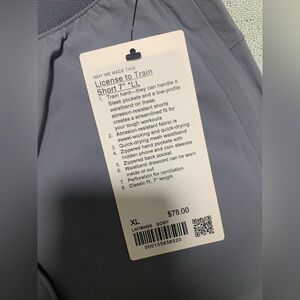 WHY WE MADE THIS
License to Train
Short 7" *LL
1. Train hard—they can handle it
Sleek pockets and a low-profile
waistband on these
abrasion-resistant shorts
creates a streamlined fit for
your tough workouts
2. Abrasion-resistant fabric is
sweat-wicking and quick-drying
3. Quick-drying mesh waistband
4. Zippered hand pockets with
hidden phone and coin sleeves
5. Zippered back pocket
6. Waistband drawcord can be worn
inside or out
7. Perforation for ventilation
8. Classic fit, 7" length
XL $78.00